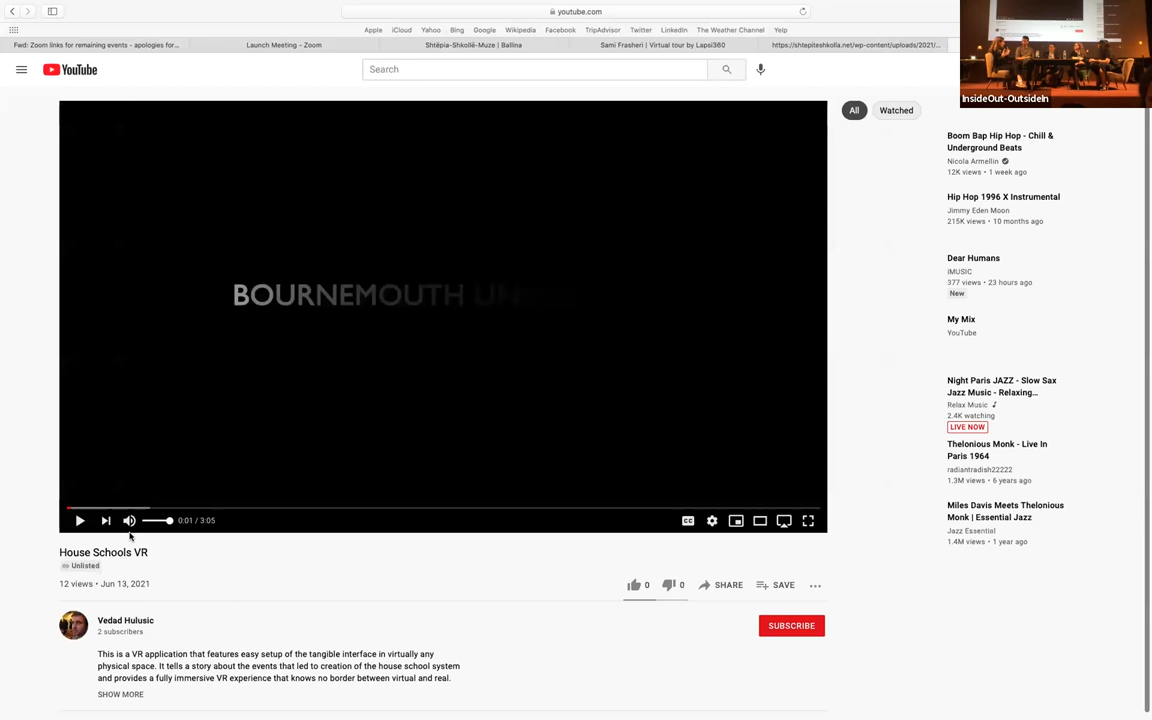 youtube.com
Apple iCloud Yahoo Bing Google Wikipedia Facebook TripAdvisor Twitter LinkedIn The Weather Channel Yelp
Fwd: Zoom links for remaining events - apologies for... Launch Meeting - Zoom Shtëpia-Shkollë-Muze | Ballina Sami Frasheri | Virtual tour by Lapsi360 https://shtepiteshkolla.net/wp-content/uploads/2021/...
InsideOut-OutsideIn
YouTube
Search
BOURNEMOUTH
0:01 / 3:05
CC
House Schools VR
Unlisted
12 views • Jun 13, 2021
0 0 SHARE SAVE
Vedad Hulusic
2 subscribers
SUBSCRIBE
This is a VR application that features easy setup of the tangible interface in virtually any
physical space. It tells a story about the events that led to creation of the house school system
and provides a fully immersive VR experience that knows no border between virtual and real.
SHOW MORE
All Watched
Boom Bap Hip Hop - Chill &
Underground Beats
Nicola Armellin
12K views • 1 week ago
Hip Hop 1996 X Instrumental
Jimmy Eden Moon
215K views • 10 months ago
Dear Humans
iMUSIC
377 views • 23 hours ago
New
My Mix
YouTube
Night Paris JAZZ - Slow Sax
Jazz Music - Relaxing...
Relax Music
2.4K watching
LIVE NOW
Thelonious Monk - Live In
Paris 1964
radiantradish22222
1.3M views • 6 years ago
Miles Davis Meets Thelonious
Monk | Essential Jazz
Jazz Essential
1.4M views • 1 year ago